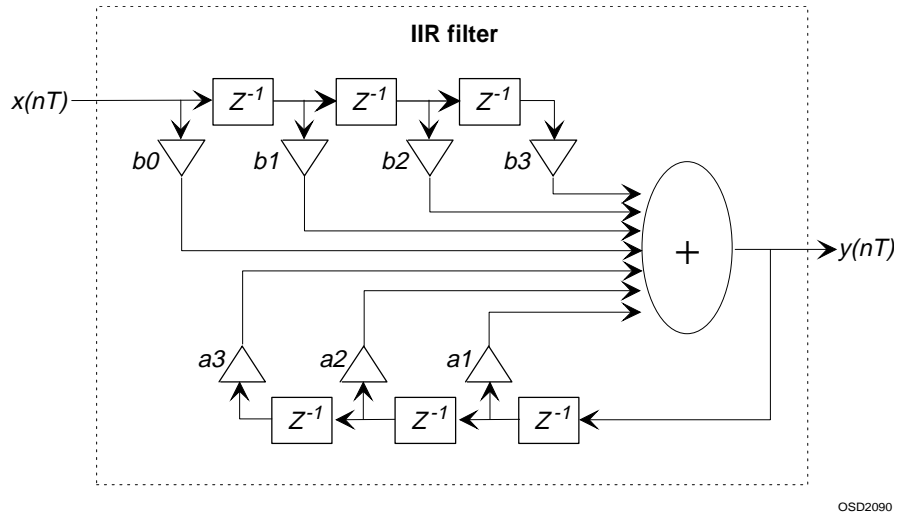 IIR filter
x(nT)
Z-1
Z-1
Z-1
b0
b1
b2
b3
+
y(nT)
a3
a2
a1
Z-1
Z-1
Z-1
OSD2090